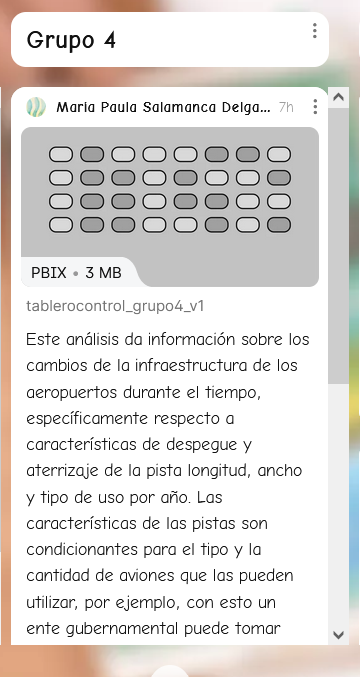 Grupo 4
Maria Paula Salamanca Delga... 7h
PBIX • 3 MB
tablerocontrol_grupo4_v1
Este análisis da información sobre los
cambios de la infraestructura de los
aeropuertos durante el tiempo,
específicamente respecto a
características de despegue y
aterrizaje de la pista longitud, ancho
y tipo de uso por año. Las
características de las pistas son
condicionantes para el tipo y la
cantidad de aviones que las pueden
utilizar, por ejemplo, con esto un
ente gubernamental puede tomar